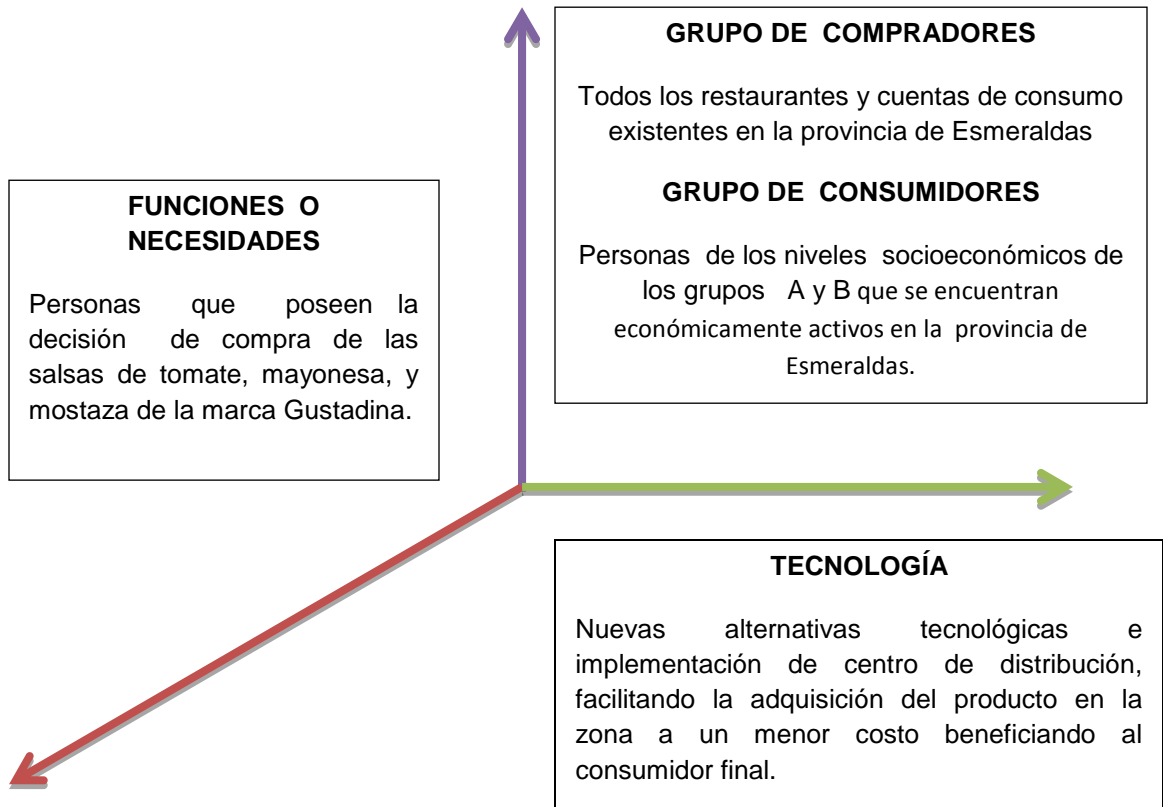 GRUPO DE COMPRADORES
Todos los restaurantes y cuentas de consumo
existentes en la provincia de Esmeraldas
GRUPO DE CONSUMIDORES
Personas de los niveles socioeconómicos de
los grupos A y B que se encuentran
económicamente activos en la provincia de
Esmeraldas.
FUNCIONES O
NECESIDADES
Personas que poseen la
decisión de compra de las
salsas de tomate, mayonesa, y
mostaza de la marca Gustadina.
TECNOLOGÍA
Nuevas alternativas tecnológicas e
implementación de centro de distribución,
facilitando la adquisición del producto en la
zona a un menor costo beneficiando al
consumidor final.